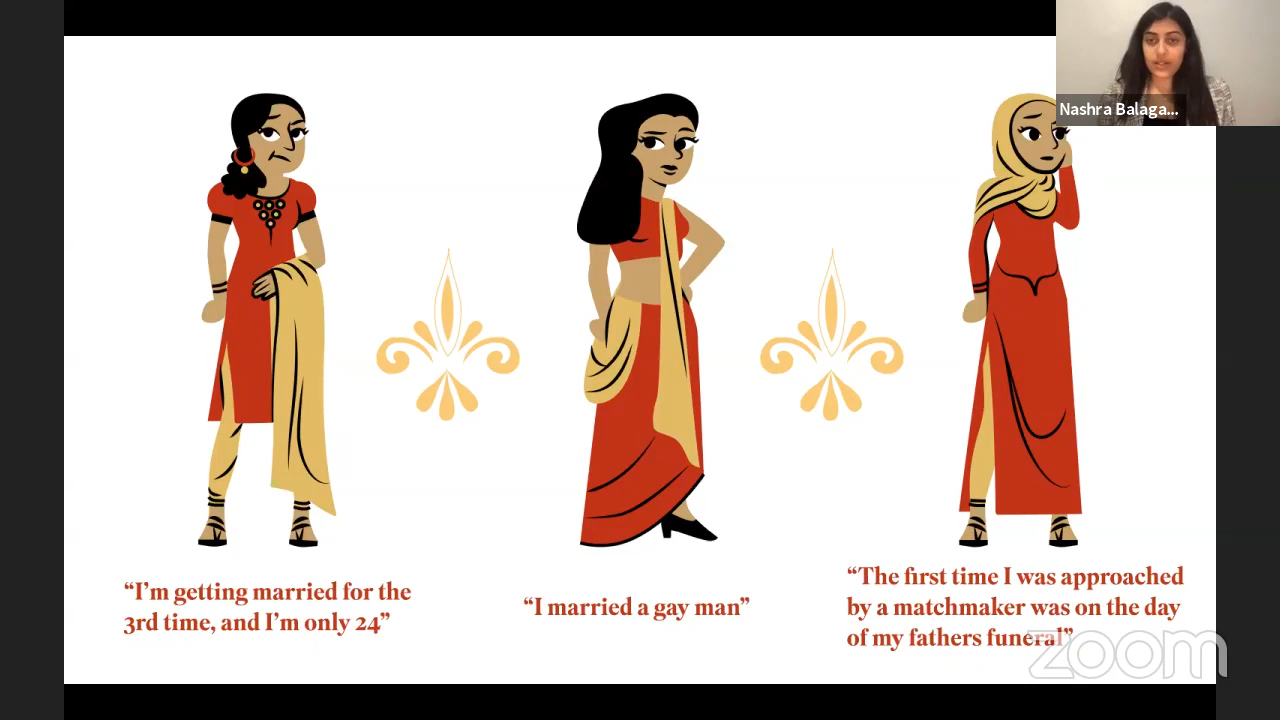 Nashra Balaga...
“I’m getting married for the
3rd time, and I’m only 24”
“I married a gay man”
“The first time I was approached
by a matchmaker was on the day
of my fathers funeral”
zoom